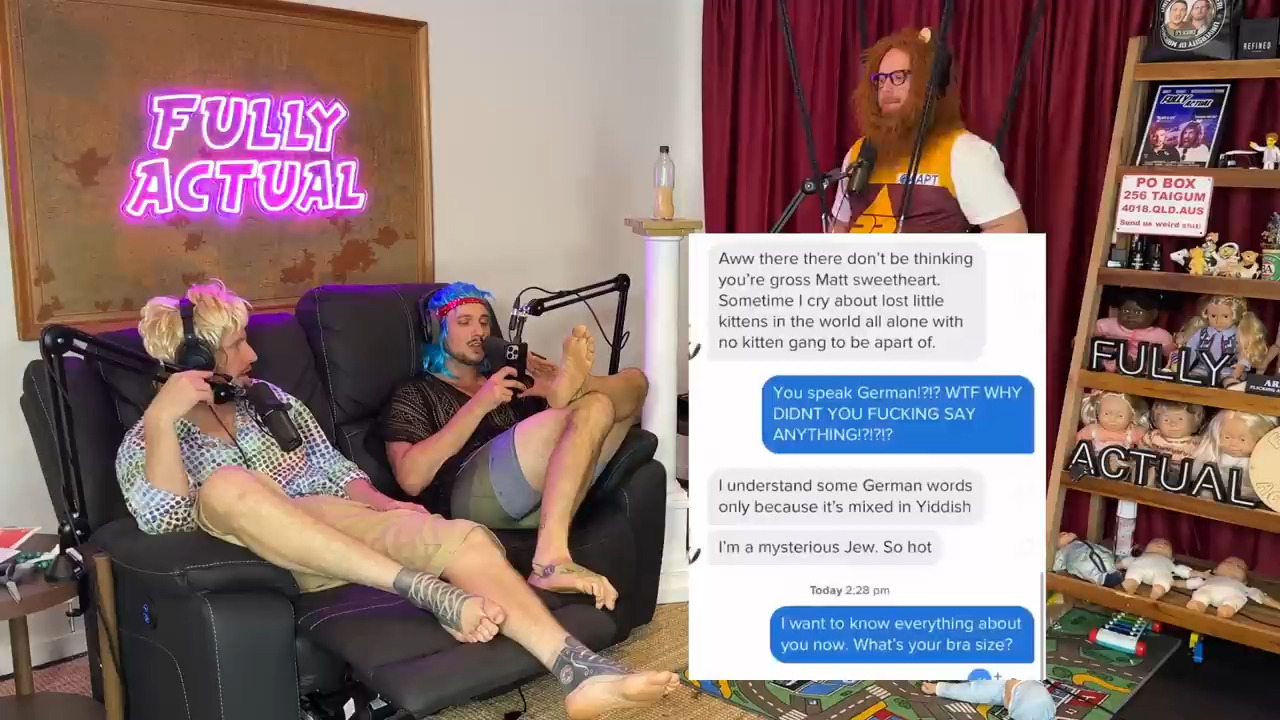 FULLY
ACTUAL
REFINED
FULLY
ACTUAL
PO BOX
256 TAIGUM
4018.QLD.AUS
Send us weird shit!
Aww there there don't be thinking
you're gross Matt sweetheart.
Sometime I cry about lost little
kittens in the world all alone with
no kitten gang to be apart of.
You speak German!?!? WTF WHY
DIDNT YOU FUCKING SAY
ANYTHING!?!?!?
I understand some German words
only because it's mixed in Yiddish
I'm a mysterious Jew. So hot
Today 2:28 pm
I want to know everything about
you now. What's your bra size?
FULLY
ACTUAL